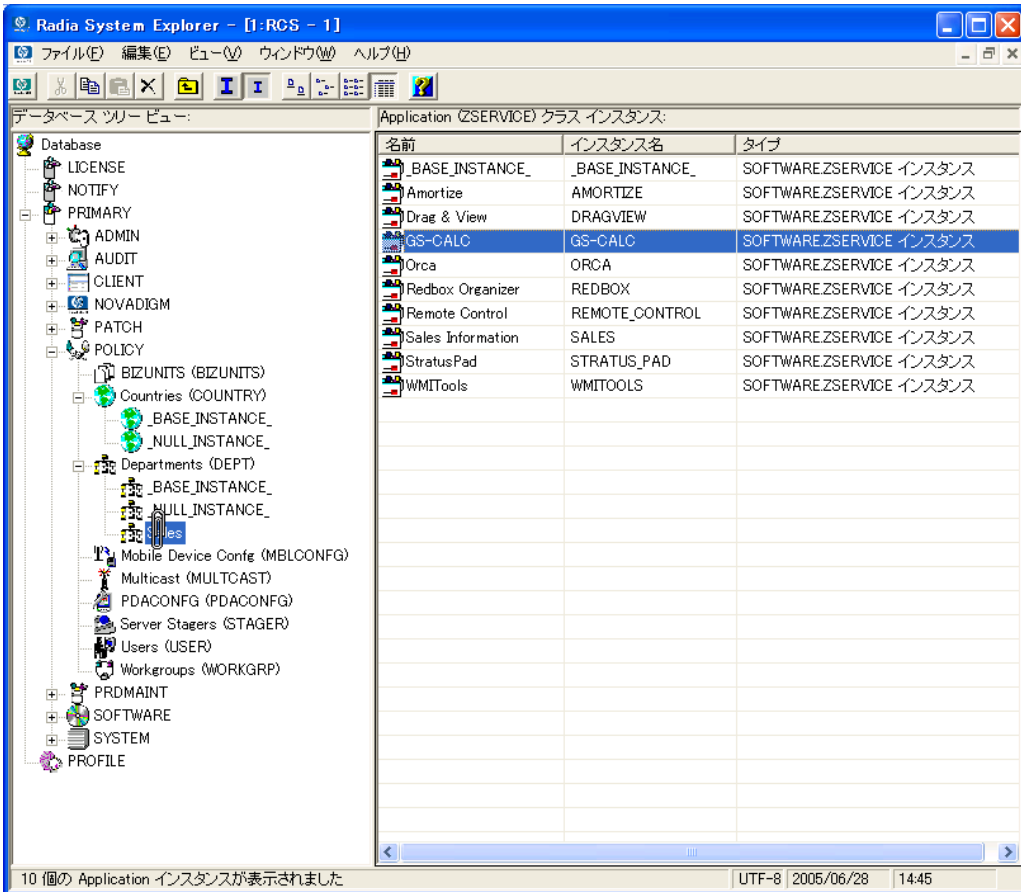 Radia System Explorer - [1:RCS - 1]
ファイル(F) 編集(E) ビュー(V) ウィンドウ(W) ヘルプ(H)
データベース ツリー ビュー:
Database
LICENSE
NOTIFY
PRIMARY
ADMIN
AUDIT
CLIENT
NOVADIGM
PATCH
POLICY
BIZUNITS (BIZUNITS)
Countries (COUNTRY)
_BASE_INSTANCE_
_NULL_INSTANCE_
Departments (DEPT)
_BASE_INSTANCE_
_NULL_INSTANCE_
Sales
Mobile Device Confg (MBLCONFG)
Multicast (MULTCAST)
PDACONFG (PDACONFG)
Server Stagers (STAGER)
Users (USER)
Workgroups (WORKGRP)
PRDMAINT
SOFTWARE
SYSTEM
PROFILE
Application (ZSERVICE) クラス インスタンス:
名前 インスタンス名 タイプ
_BASE_INSTANCE_ _BASE_INSTANCE_ SOFTWARE.ZSERVICE インスタンス
Amortize AMORTIZE SOFTWARE.ZSERVICE インスタンス
Drag & View DRAGVIEW SOFTWARE.ZSERVICE インスタンス
GS-CALC GS-CALC SOFTWARE.ZSERVICE インスタンス
Orca ORCA SOFTWARE.ZSERVICE インスタンス
Redbox Organizer REDBOX SOFTWARE.ZSERVICE インスタンス
Remote Control REMOTE_CONTROL SOFTWARE.ZSERVICE インスタンス
Sales Information SALES SOFTWARE.ZSERVICE インスタンス
StratusPad STRATUS_PAD SOFTWARE.ZSERVICE インスタンス
WMITools WMITOOLS SOFTWARE.ZSERVICE インスタンス
10 個の Application インスタンスが表示されました UTF-8 2005/06/28 14:45